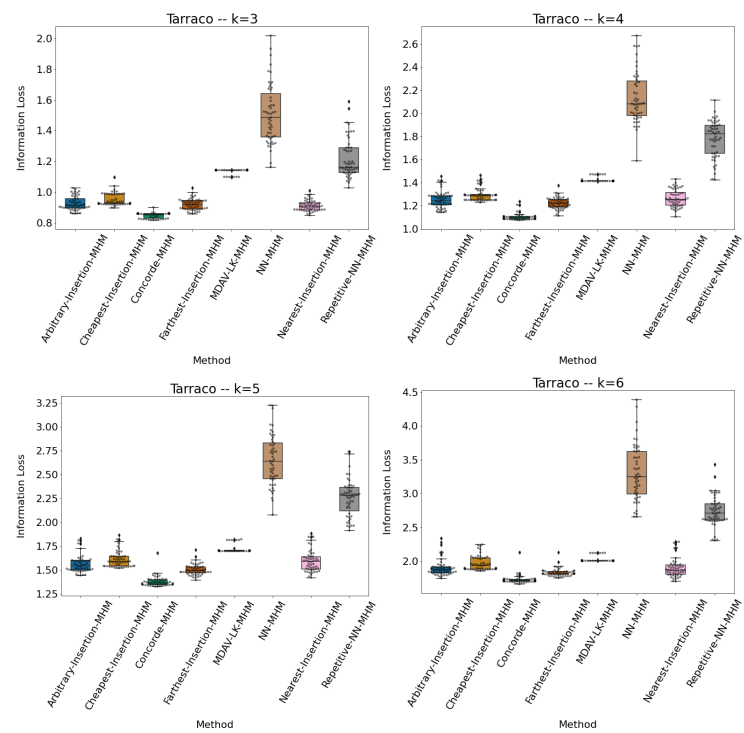 Tarraco -- k=3
Information Loss
2.0
1.8
1.6
1.4
1.2
1.0
0.8
Arbitrary-Insertion-MHM
Cheapest-Insertion-MHM
Concorde-MHM
Farthest-Insertion-MHM
MDAV-LK-MHM
NN-MHM
Nearest-Insertion-MHM
Repetitive-NN-MHM
Method
Tarraco -- k=4
Information Loss
2.6
2.4
2.2
2.0
1.8
1.6
1.4
1.2
1.0
Arbitrary-Insertion-MHM
Cheapest-Insertion-MHM
Concorde-MHM
Farthest-Insertion-MHM
MDAV-LK-MHM
NN-MHM
Nearest-Insertion-MHM
Repetitive-NN-MHM
Method
Tarraco -- k=5
Information Loss
3.25
3.00
2.75
2.50
2.25
2.00
1.75
1.50
1.25
Arbitrary-Insertion-MHM
Cheapest-Insertion-MHM
Concorde-MHM
Farthest-Insertion-MHM
MDAV-LK-MHM
NN-MHM
Nearest-Insertion-MHM
Repetitive-NN-MHM
Method
Tarraco -- k=6
Information Loss
4.5
4.0
3.5
3.0
2.5
2.0
Arbitrary-Insertion-MHM
Cheapest-Insertion-MHM
Concorde-MHM
Farthest-Insertion-MHM
MDAV-LK-MHM
NN-MHM
Nearest-Insertion-MHM
Repetitive-NN-MHM
Method